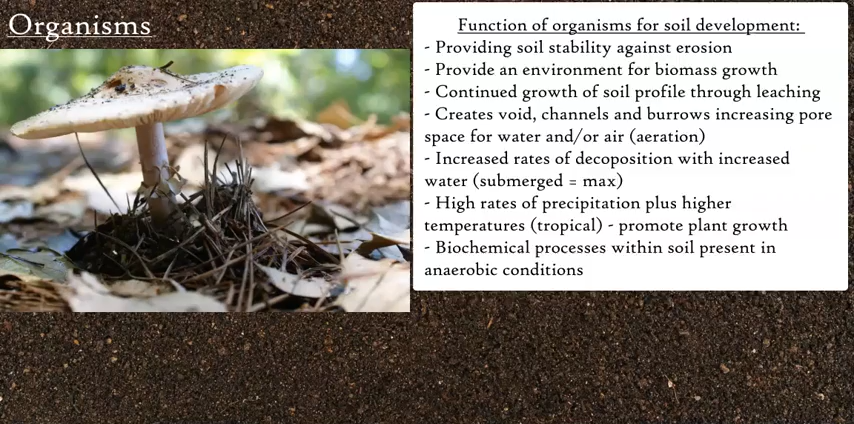 Organisms
Function of organisms for soil development:
- Providing soil stability against erosion
- Provide an environment for biomass growth
- Continued growth of soil profile through leaching
- Creates void, channels and burrows increasing pore
space for water and/or air (aeration)
- Increased rates of decoposition with increased
water (submerged = max)
- High rates of precipitation plus higher
temperatures (tropical) - promote plant growth
- Biochemical processes within soil present in
anaerobic conditions